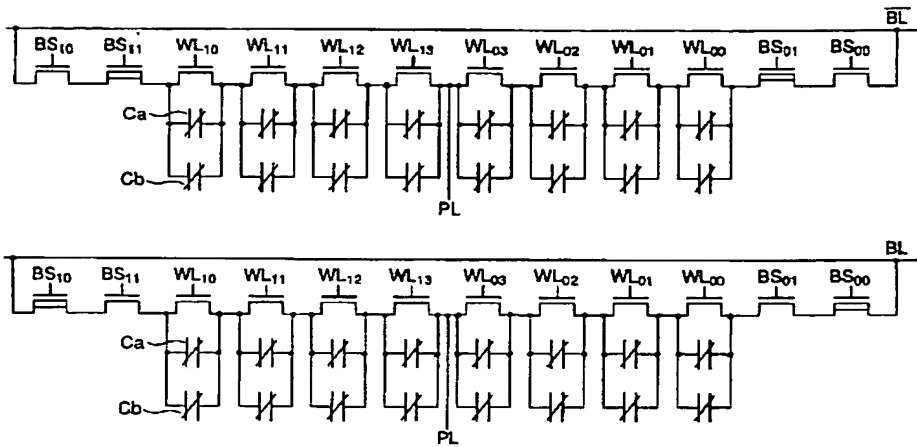 B̅L̅
BS₁₀ BS₁₁ WL₁₀ WL₁₁ WL₁₂ WL₁₃ WL₀₃ WL₀₂ WL₀₁ WL₀₀ BS₀₁ BS₀₀
Ca
Cb
PL
BL
BS₁₀ BS₁₁ WL₁₀ WL₁₁ WL₁₂ WL₁₃ WL₀₃ WL₀₂ WL₀₁ WL₀₀ BS₀₁ BS₀₀
Ca
Cb
PL